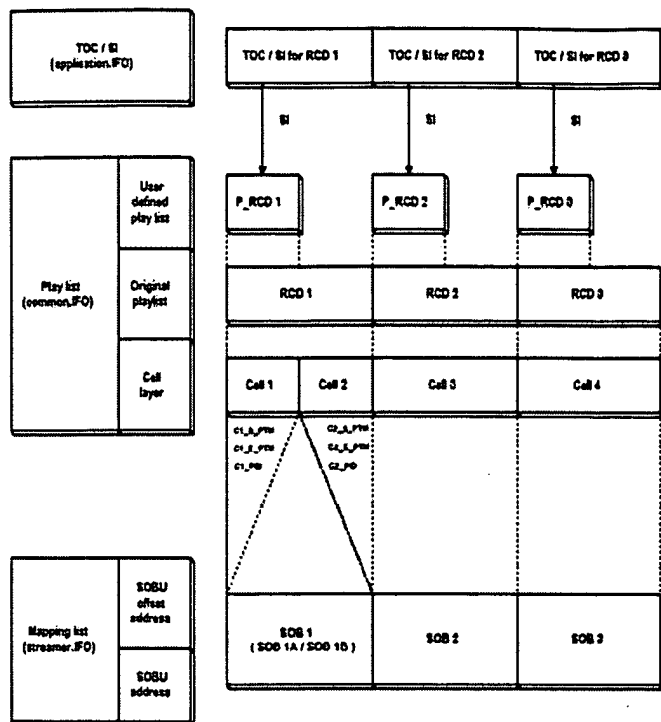 TOC / SI
(application.IFO)
TOC / SI for RCD 1
TOC / SI for RCD 2
TOC / SI for RCD 3
SI
SI
SI
User
defined
play list
P_RCD 1
P_RCD 2
P_RCD 3
Play list
(common.IFO)
Original
playlist
RCD 1
RCD 2
RCD 3
Cell
layer
Cell 1
Cell 2
Cell 3
Cell 4
C1_S_PTM
C1_E_PTM
C1_PID
C2_S_PTM
C2_E_PTM
C2_PID
Mapping list
(streamer.IFO)
SOBU
offset
address
SOBU
address
SOB 1
( SOB 1A / SOB 1B )
SOB 2
SOB 3